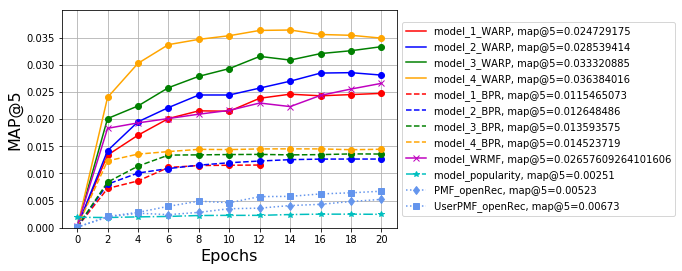 MAP@5
0.035
0.030
0.025
0.020
0.015
0.010
0.005
0.000
0 2 4 6 8 10 12 14 16 18 20
Epochs
model_1_WARP, map@5=0.024729175
model_2_WARP, map@5=0.028539414
model_3_WARP, map@5=0.033320885
model_4_WARP, map@5=0.036384016
model_1_BPR, map@5=0.0115465073
model_2_BPR, map@5=0.012648486
model_3_BPR, map@5=0.013593575
model_4_BPR, map@5=0.014523719
model_WRMF, map@5=0.02657609264101606
model_popularity, map@5=0.00251
PMF_openRec, map@5=0.00523
UserPMF_openRec, map@5=0.00673